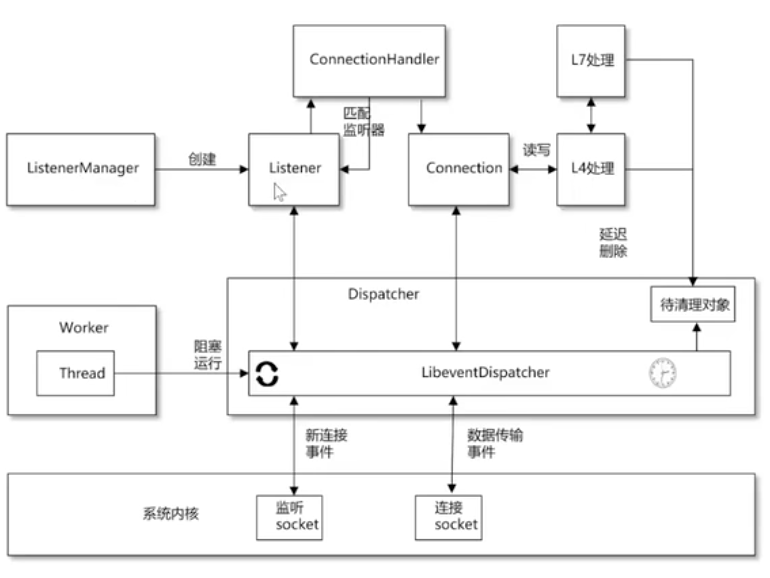 ConnectionHandler
L7处理
匹配
监听器
ListenerManager
创建
Listener
Connection
读写
L4处理
延迟
删除
Dispatcher
待清理对象
Worker
Thread
阻塞
运行
LibeventDispatcher
新连接
事件
数据传输
事件
系统内核
监听
socket
连接
socket